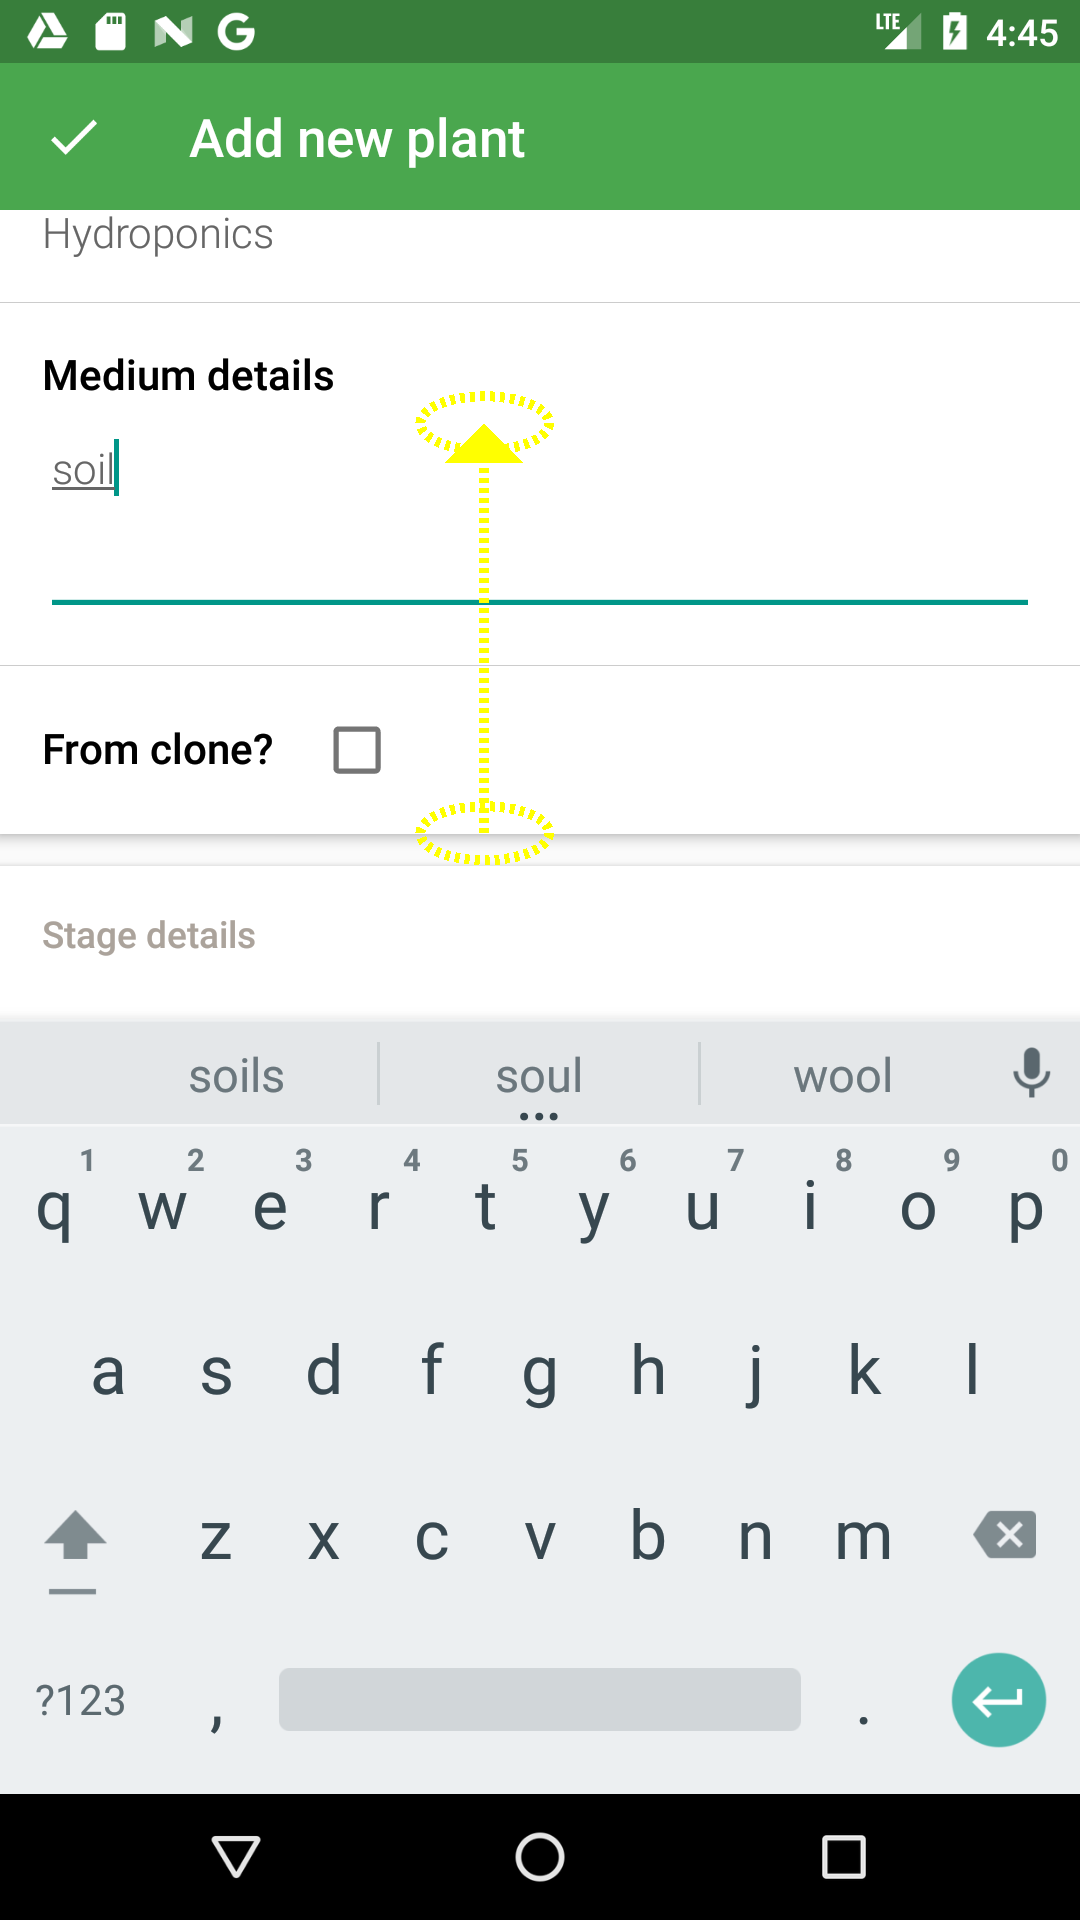 LTE 4:45
Add new plant
Hydroponics
Medium details
soil
From clone?
Stage details
soils soul wool
1 2 3 4 5 6 7 8 9 0
q w e r t y u i o p
a s d f g h j k l
z x c v b n m
?123 , .